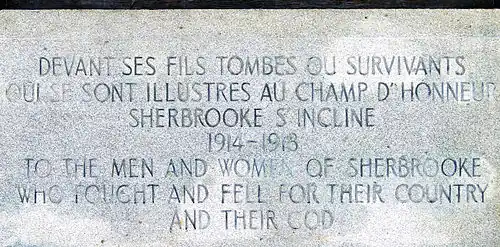 DEVANT SES FILS TOMBES OU SURVIVANTS
QUI SE SONT ILLUSTRES AU CHAMP D'HONNEUR
SHERBROOKE S INCLINE
1914-1918
TO THE MEN AND WOMEN OF SHERBROOKE
WHO FOUGHT AND FELL FOR THEIR COUNTRY
AND THEIR GOD